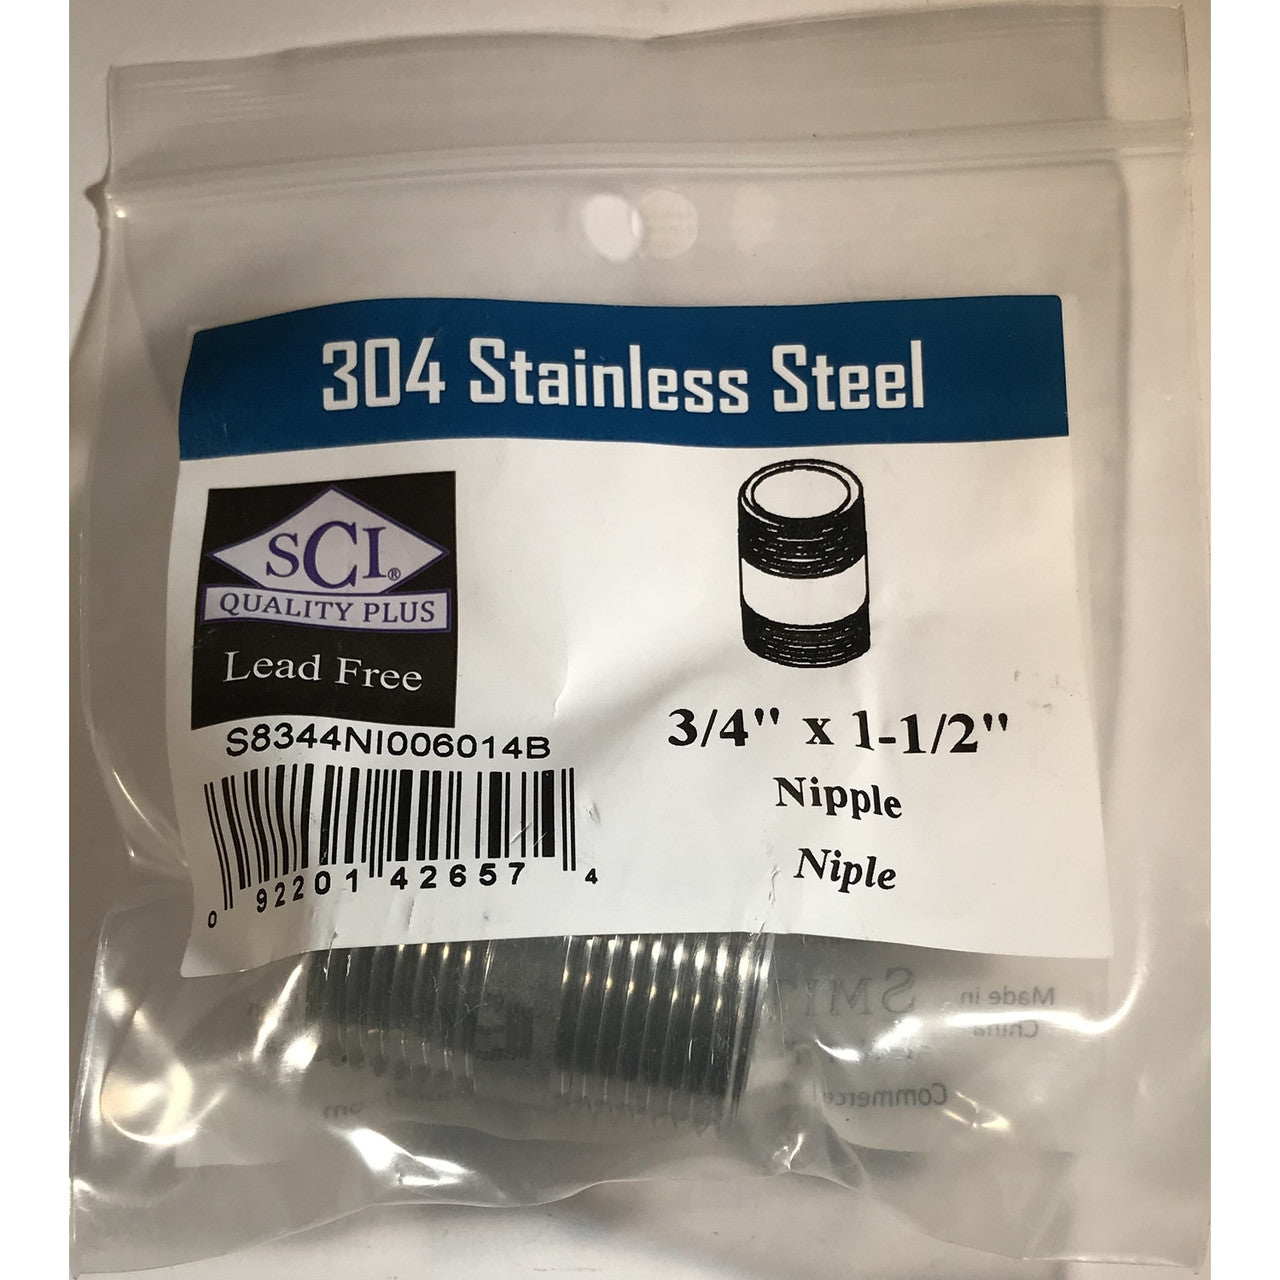 304 Stainless Steel
SCI®
QUALITY PLUS
Lead Free
S8344NI006014B
0 92201 42657 4
3/4" x 1-1/2"
Nipple
Niple
Made in
China